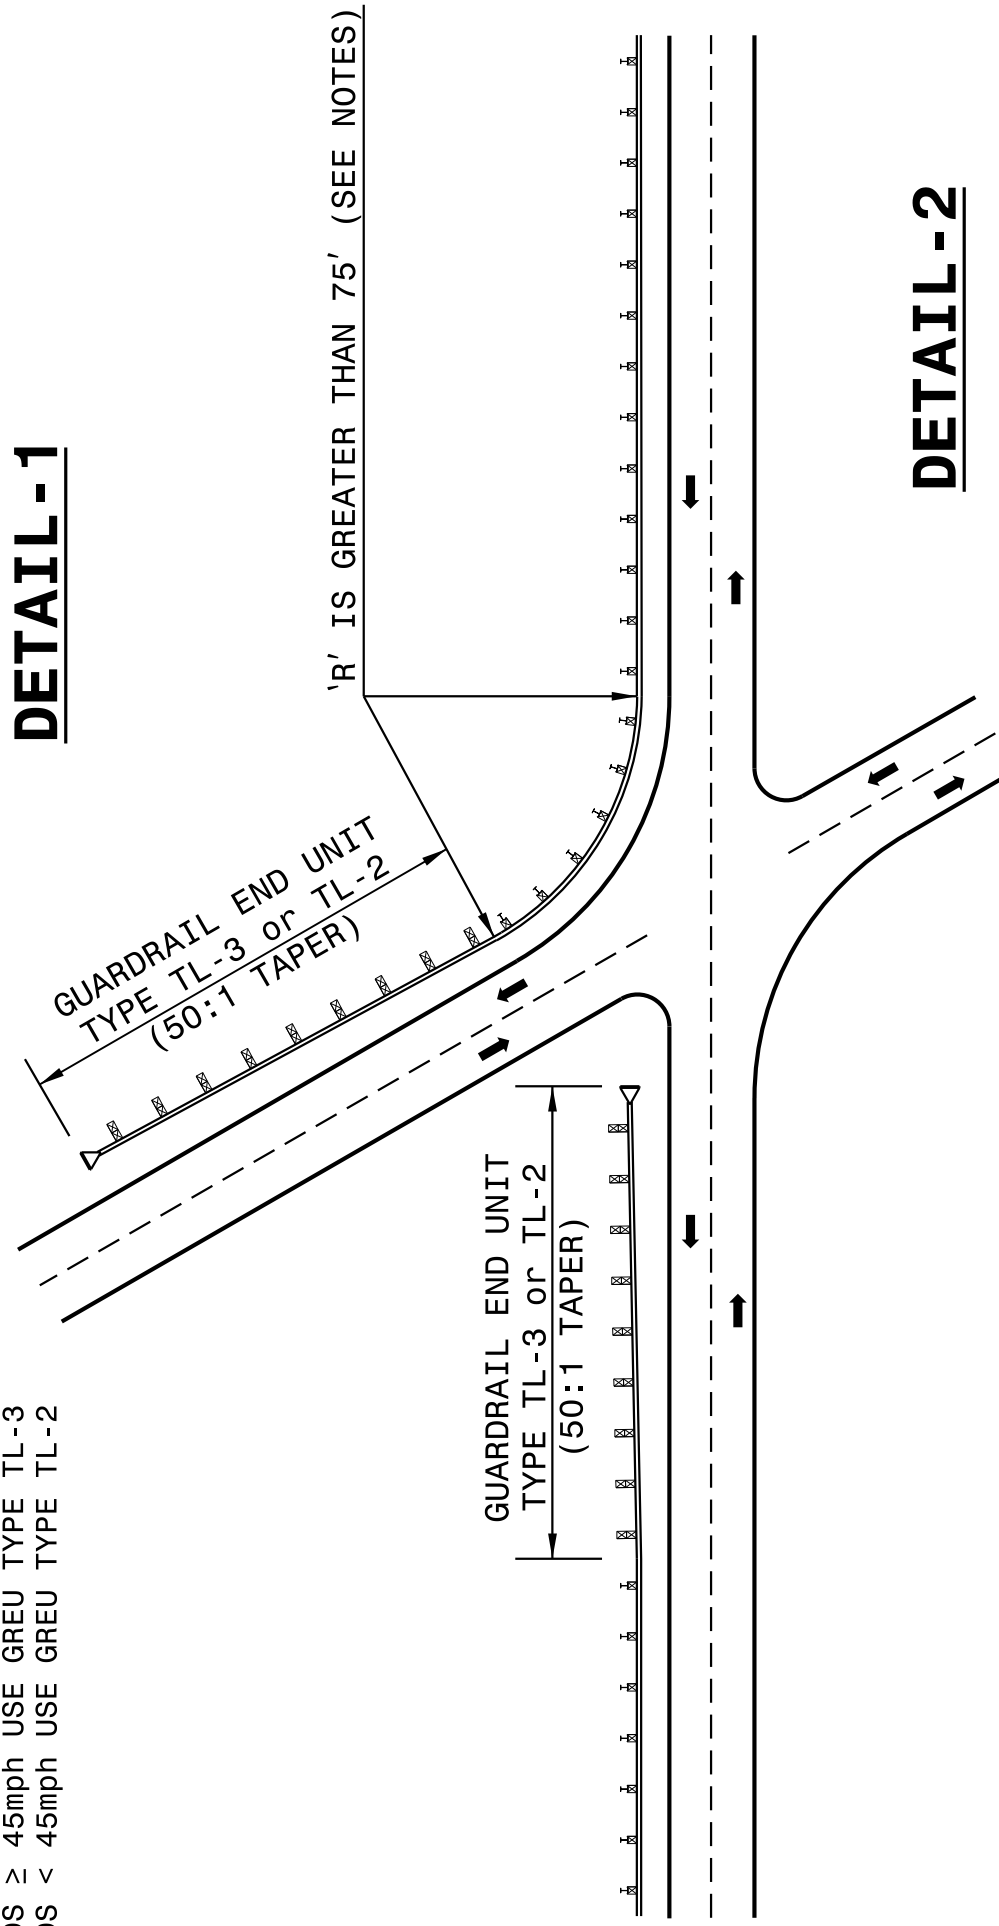 DETAIL-1
'R' IS GREATER THAN 75' (SEE NOTES)
GUARDRAIL END UNIT
TYPE TL-3 or TL-2
(50:1 TAPER)
≥ 45mph USE GREU TYPE TL-3
< 45mph USE GREU TYPE TL-2
GUARDRAIL END UNIT
TYPE TL-3 or TL-2
(50:1 TAPER)
DETAIL-2